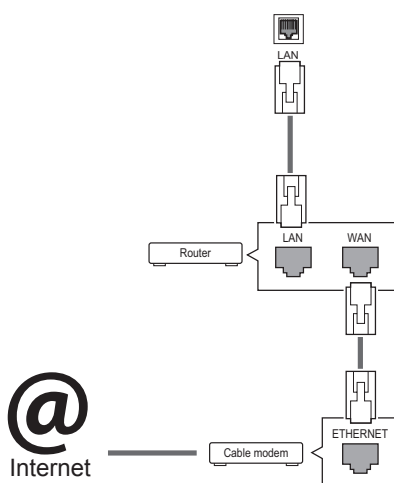 LAN
LAN WAN
Router
ETHERNET
@
Internet
Cable modem